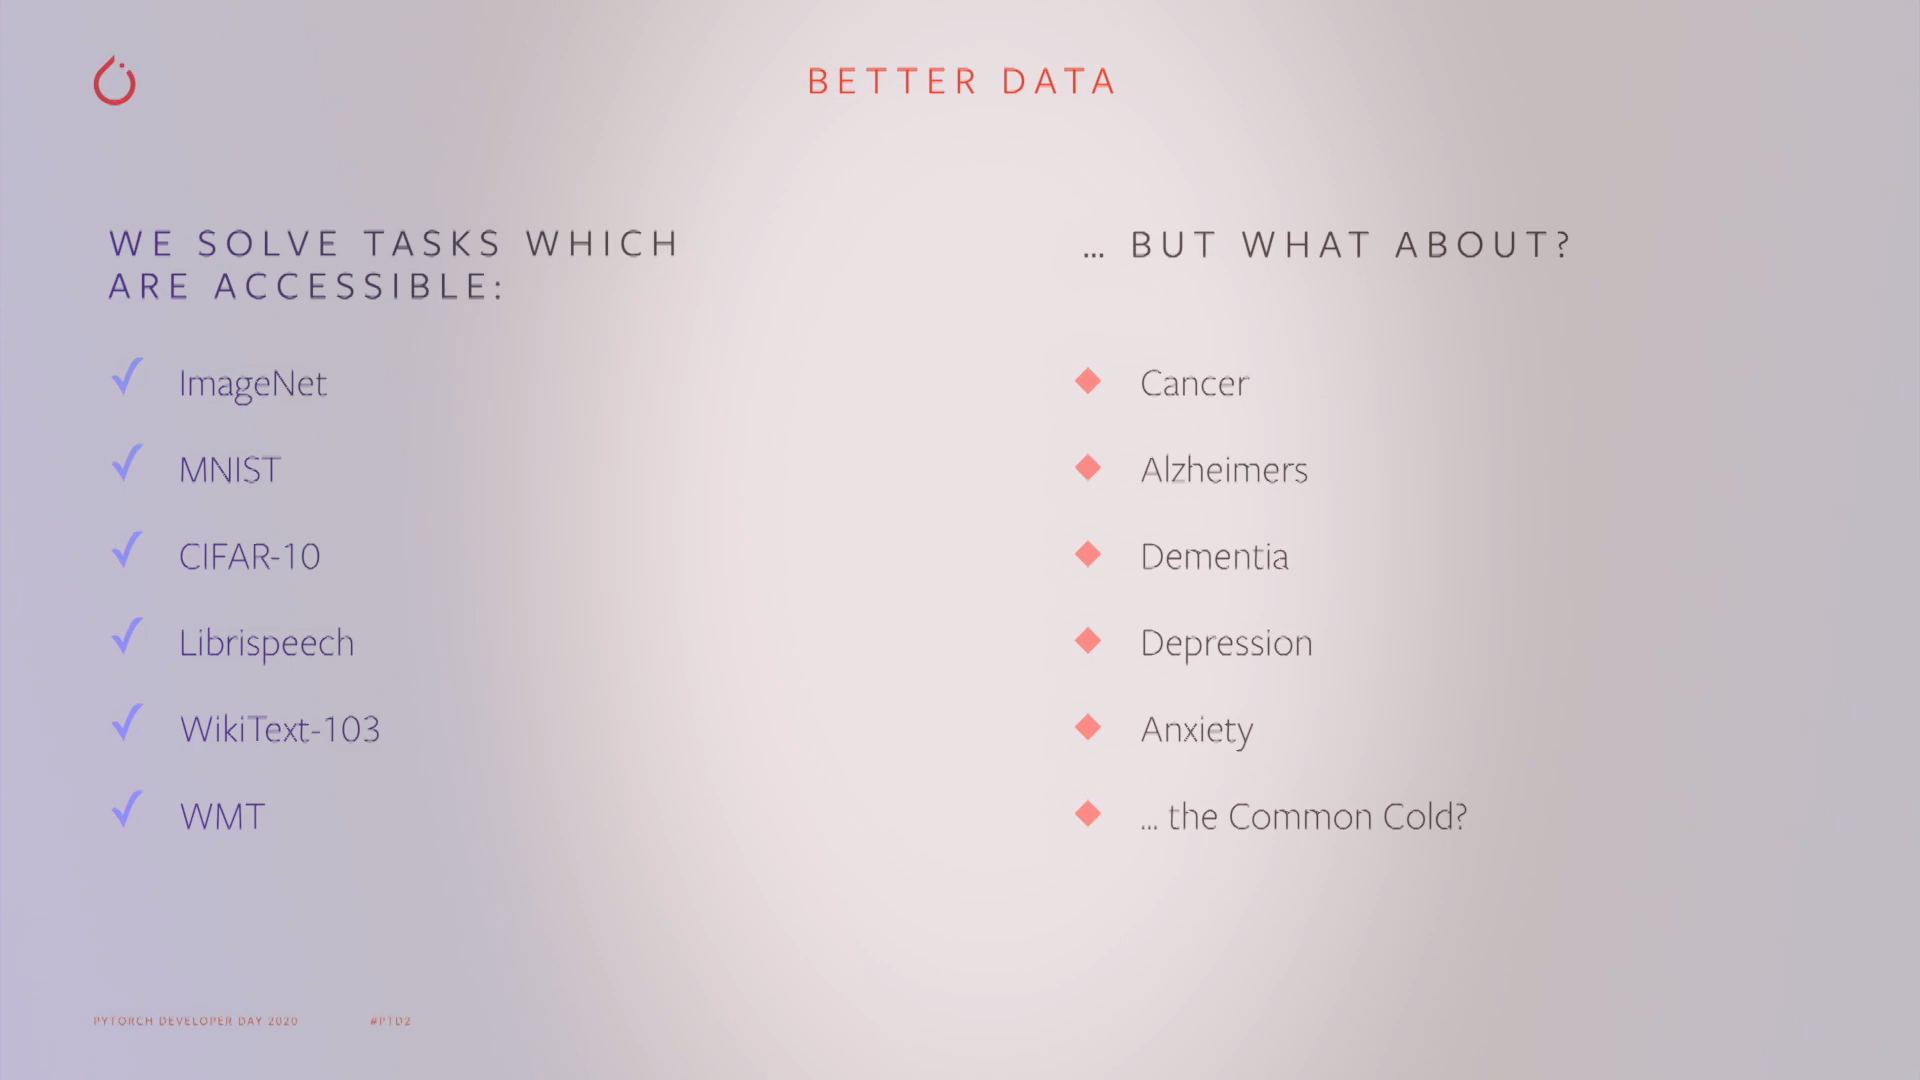 BETTER DATA
WE SOLVE TASKS WHICH
ARE ACCESSIBLE:
ImageNet
MNIST
CIFAR-10
Librispeech
WikiText-103
WMT
... BUT WHAT ABOUT?
Cancer
Alzheimers
Dementia
Depression
Anxiety
... the Common Cold?
PYTORCH DEVELOPER DAY 2020
#PTD2